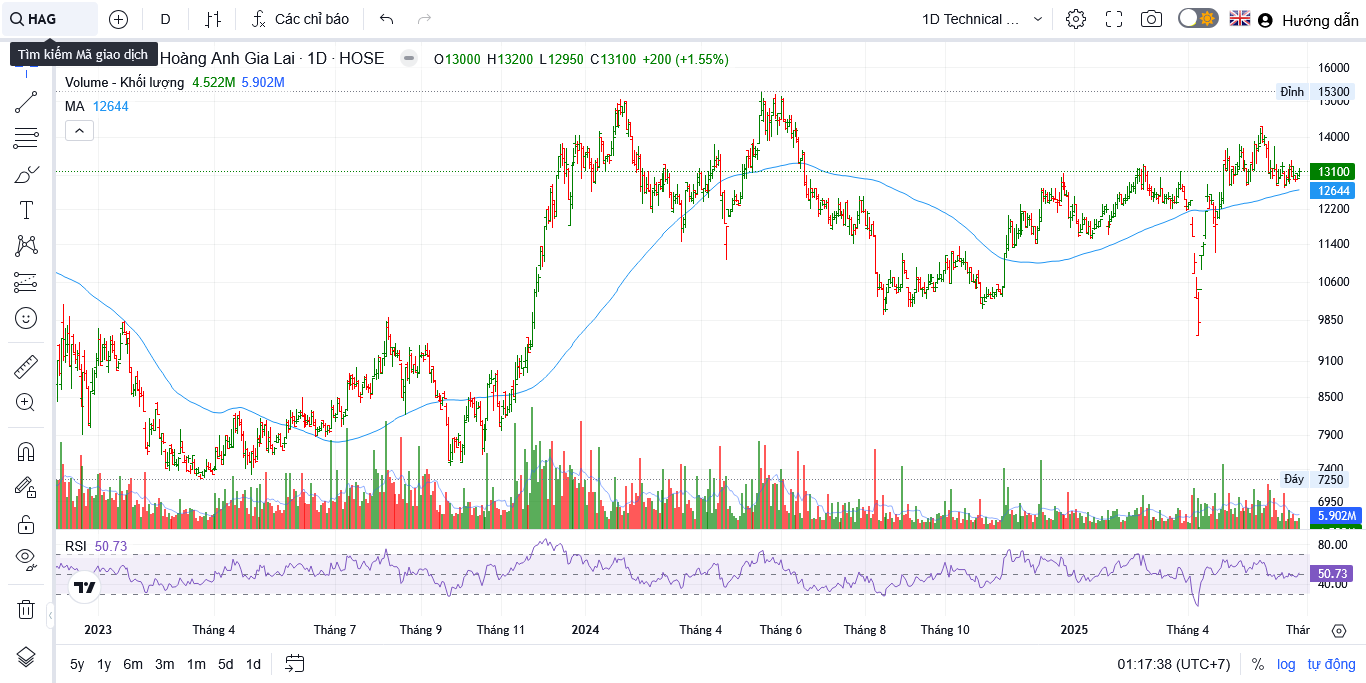 HAG
D
Các chỉ báo
1D Technical ...
Hướng dẫn
Tìm kiếm Mã giao dịch
Hoàng Anh Gia Lai · 1D · HOSE
O13000 H13200 L12950 C13100 +200 (+1.55%)
Volume - Khối lượng 4.522M 5.902M
MA 12644
16000
Đỉnh 15300
15000
14000
13100
12644
12200
11400
10600
9850
9100
8500
7900
7400
Đáy 7250
6950
5.902M
RSI 50.73
80.00
50.73
40.00
2023 Tháng 4 Tháng 7 Tháng 9 Tháng 11 2024 Tháng 4 Tháng 6 Tháng 8 Tháng 10 2025 Tháng 4 Thár
5y 1y 6m 3m 1m 5d 1d
01:17:38 (UTC+7) % log tự động